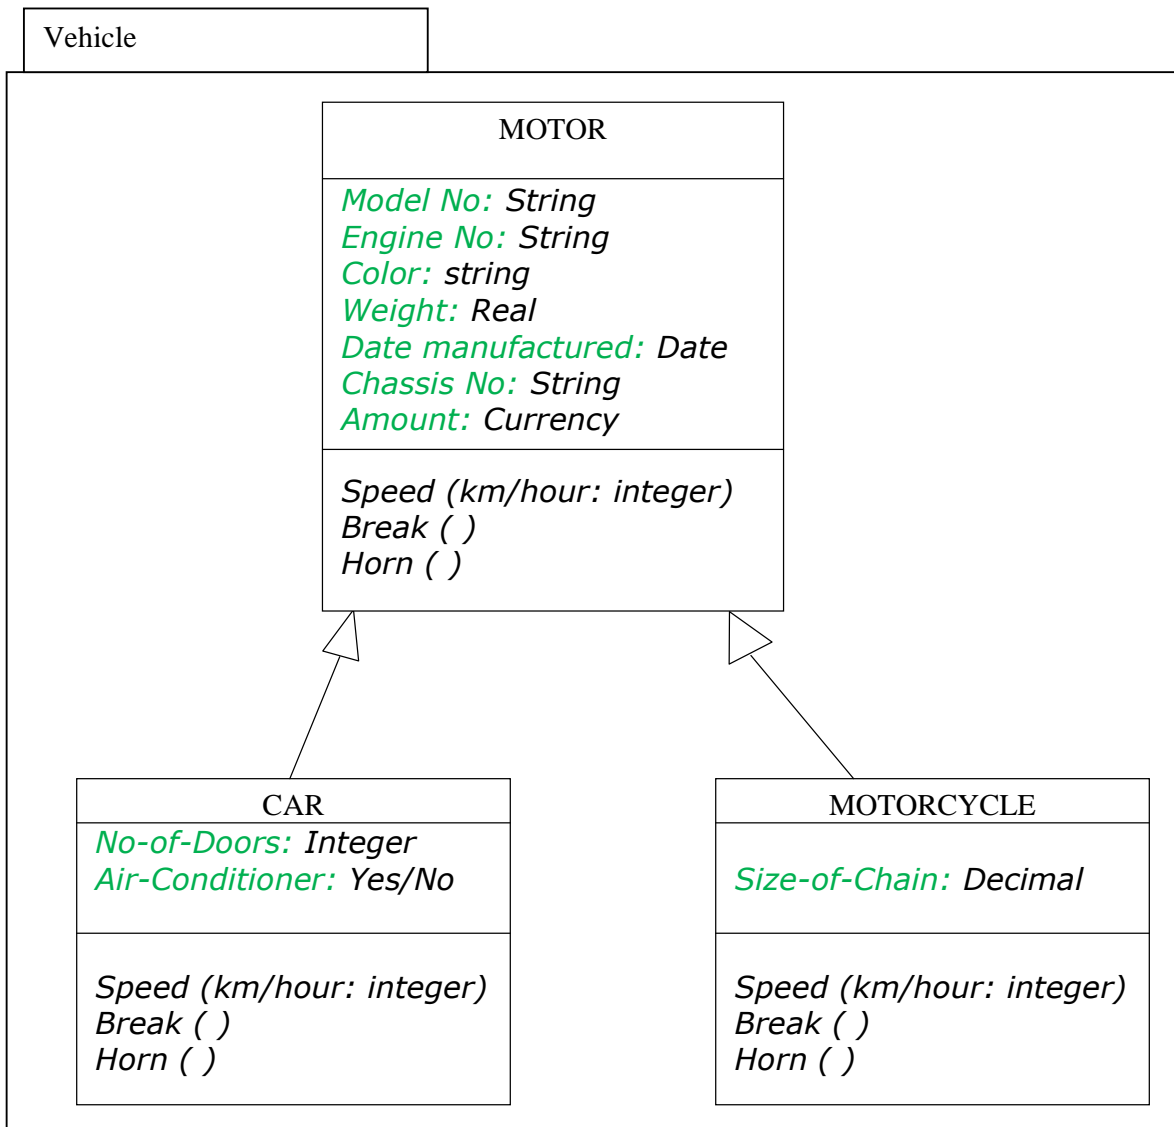 Vehicle
MOTOR
Model No: String
Engine No: String
Color: string
Weight: Real
Date manufactured: Date
Chassis No: String
Amount: Currency
Speed (km/hour: integer)
Break ( )
Horn ( )
CAR
No-of-Doors: Integer
Air-Conditioner: Yes/No
Speed (km/hour: integer)
Break ( )
Horn ( )
MOTORCYCLE
Size-of-Chain: Decimal
Speed (km/hour: integer)
Break ( )
Horn ( )